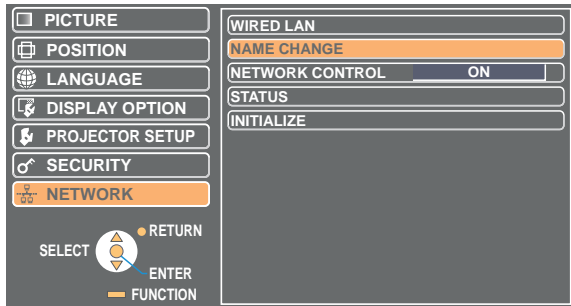 PICTURE
POSITION
LANGUAGE
DISPLAY OPTION
PROJECTOR SETUP
SECURITY
NETWORK
RETURN
SELECT
ENTER
FUNCTION
WIRED LAN
NAME CHANGE
NETWORK CONTROL ON
STATUS
INITIALIZE